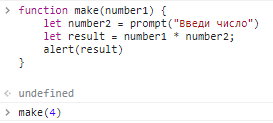 function make(number1) {
let number2 = prompt("Введи число")
let result = number1 * number2;
alert(result)
}
undefined
make(4)